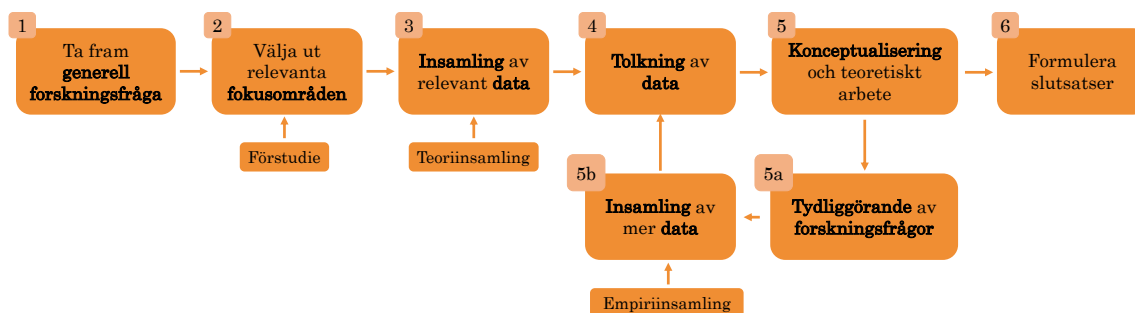 1
Ta fram
generell
forskningsfråga
2
Välja ut
relevanta
fokusområden
3
Insamling av
relevant data
4
Tolkning av
data
5
Konceptualisering
och teoretiskt
arbete
6
Formulera
slutsatser
Förstudie
Teoriinsamling
5b
Insamling av
mer data
5a
Tydliggörande av
forskningsfrågor
Empiriinsamling